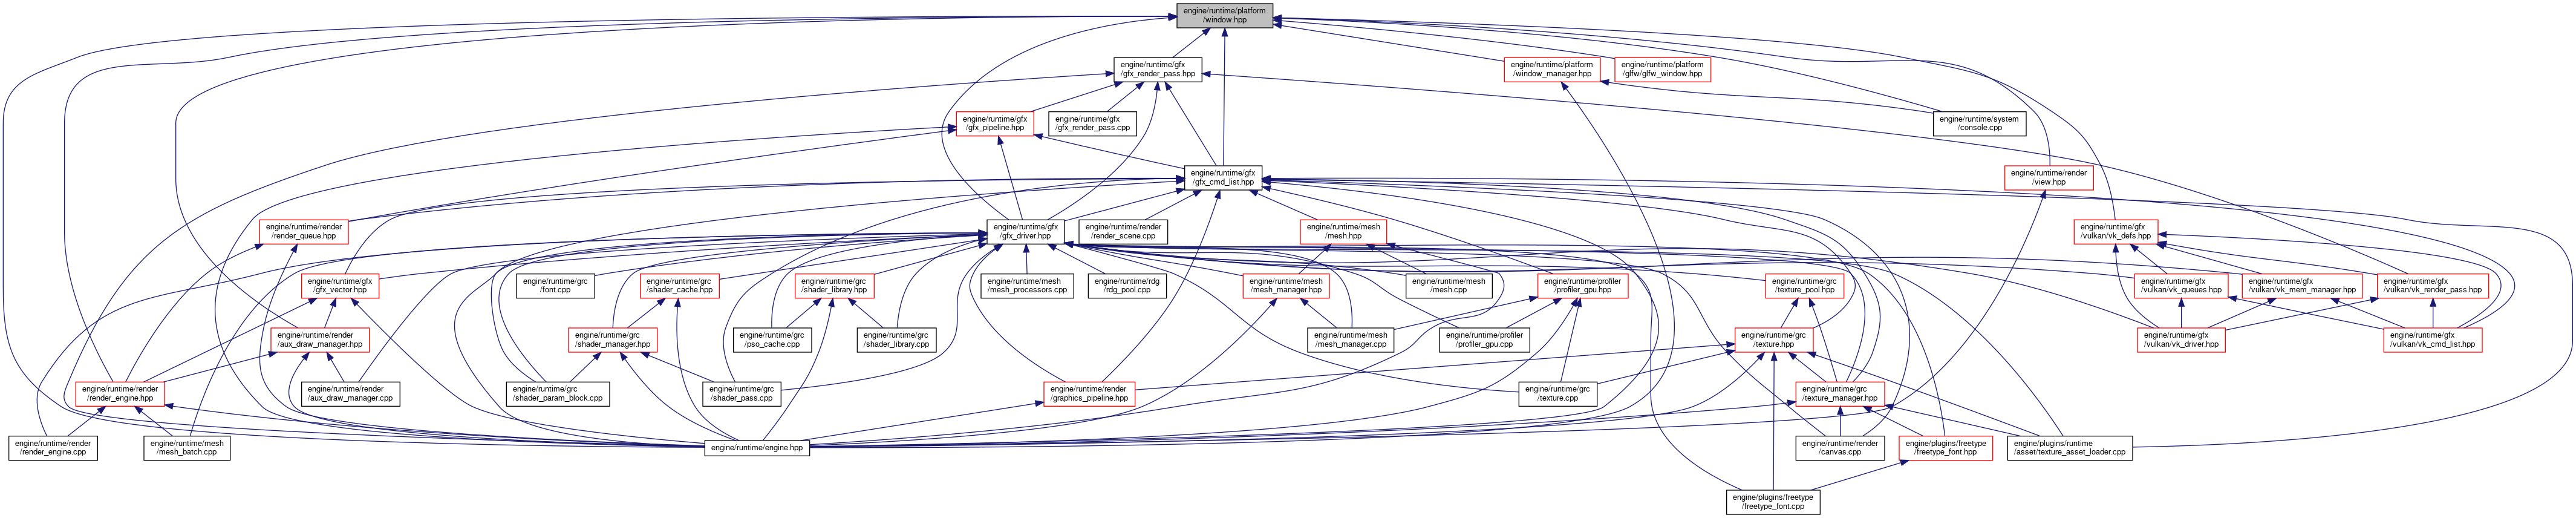 engine/runtime/platform
/window.hpp
engine/runtime/gfx
/gfx_render_pass.hpp
engine/runtime/platform
/window_manager.hpp
engine/runtime/platform
/glfw/glfw_window.hpp
engine/runtime/gfx
/gfx_pipeline.hpp
engine/runtime/gfx
/gfx_render_pass.cpp
engine/runtime/system
/console.cpp
engine/runtime/gfx
/gfx_cmd_list.hpp
engine/runtime/render
/view.hpp
engine/runtime/render
/render_queue.hpp
engine/runtime/gfx
/gfx_driver.hpp
engine/runtime/render
/render_scene.cpp
engine/runtime/mesh
/mesh.hpp
engine/runtime/gfx
/vulkan/vk_defs.hpp
engine/runtime/gfx
/gfx_vector.hpp
engine/runtime/grc
/font.cpp
engine/runtime/grc
/shader_cache.hpp
engine/runtime/grc
/shader_library.hpp
engine/runtime/mesh
/mesh_processors.cpp
engine/runtime/rdg
/rdg_pool.cpp
engine/runtime/mesh
/mesh_manager.hpp
engine/runtime/mesh
/mesh.cpp
engine/runtime/profiler
/profiler_gpu.hpp
engine/runtime/grc
/texture_pool.hpp
engine/runtime/gfx
/vulkan/vk_queues.hpp
engine/runtime/gfx
/vulkan/vk_mem_manager.hpp
engine/runtime/gfx
/vulkan/vk_render_pass.hpp
engine/runtime/render
/aux_draw_manager.hpp
engine/runtime/grc
/shader_manager.hpp
engine/runtime/grc
/pso_cache.cpp
engine/runtime/grc
/shader_library.cpp
engine/runtime/mesh
/mesh_manager.cpp
engine/runtime/profiler
/profiler_gpu.cpp
engine/runtime/grc
/texture.hpp
engine/runtime/gfx
/vulkan/vk_driver.hpp
engine/runtime/gfx
/vulkan/vk_cmd_list.hpp
engine/runtime/render
/render_engine.hpp
engine/runtime/render
/aux_draw_manager.cpp
engine/runtime/grc
/shader_param_block.cpp
engine/runtime/grc
/shader_pass.cpp
engine/runtime/render
/graphics_pipeline.hpp
engine/runtime/grc
/texture.cpp
engine/runtime/grc
/texture_manager.hpp
engine/runtime/render
/render_engine.cpp
engine/runtime/mesh
/mesh_batch.cpp
engine/runtime/engine.hpp
engine/runtime/render
/canvas.cpp
engine/plugins/freetype
/freetype_font.hpp
engine/plugins/runtime
/asset/texture_asset_loader.cpp
engine/plugins/freetype
/freetype_font.cpp